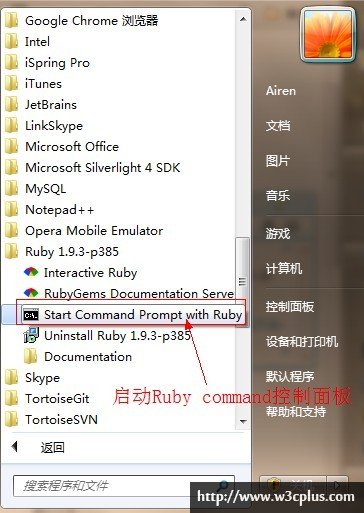 Google Chrome 浏览器
Intel
iSpring Pro
iTunes
JetBrains
LinkSkype
Microsoft Office
Microsoft Silverlight 4 SDK
MySQL
Notepad++
Opera Mobile Emulator
Ruby 1.9.3-p385
Interactive Ruby
RubyGems Documentation Serve
Start Command Prompt with Ruby
Uninstall Ruby 1.9.3-p385
Documentation
Skype
TortoiseGit
TortoiseSVN
返回
搜索程序和文件
Airen
文档
图片
音乐
游戏
计算机
控制面板
设备和打印机
默认程序
帮助和支持
启动Ruby command控制面板
http://www.w3cplus.com